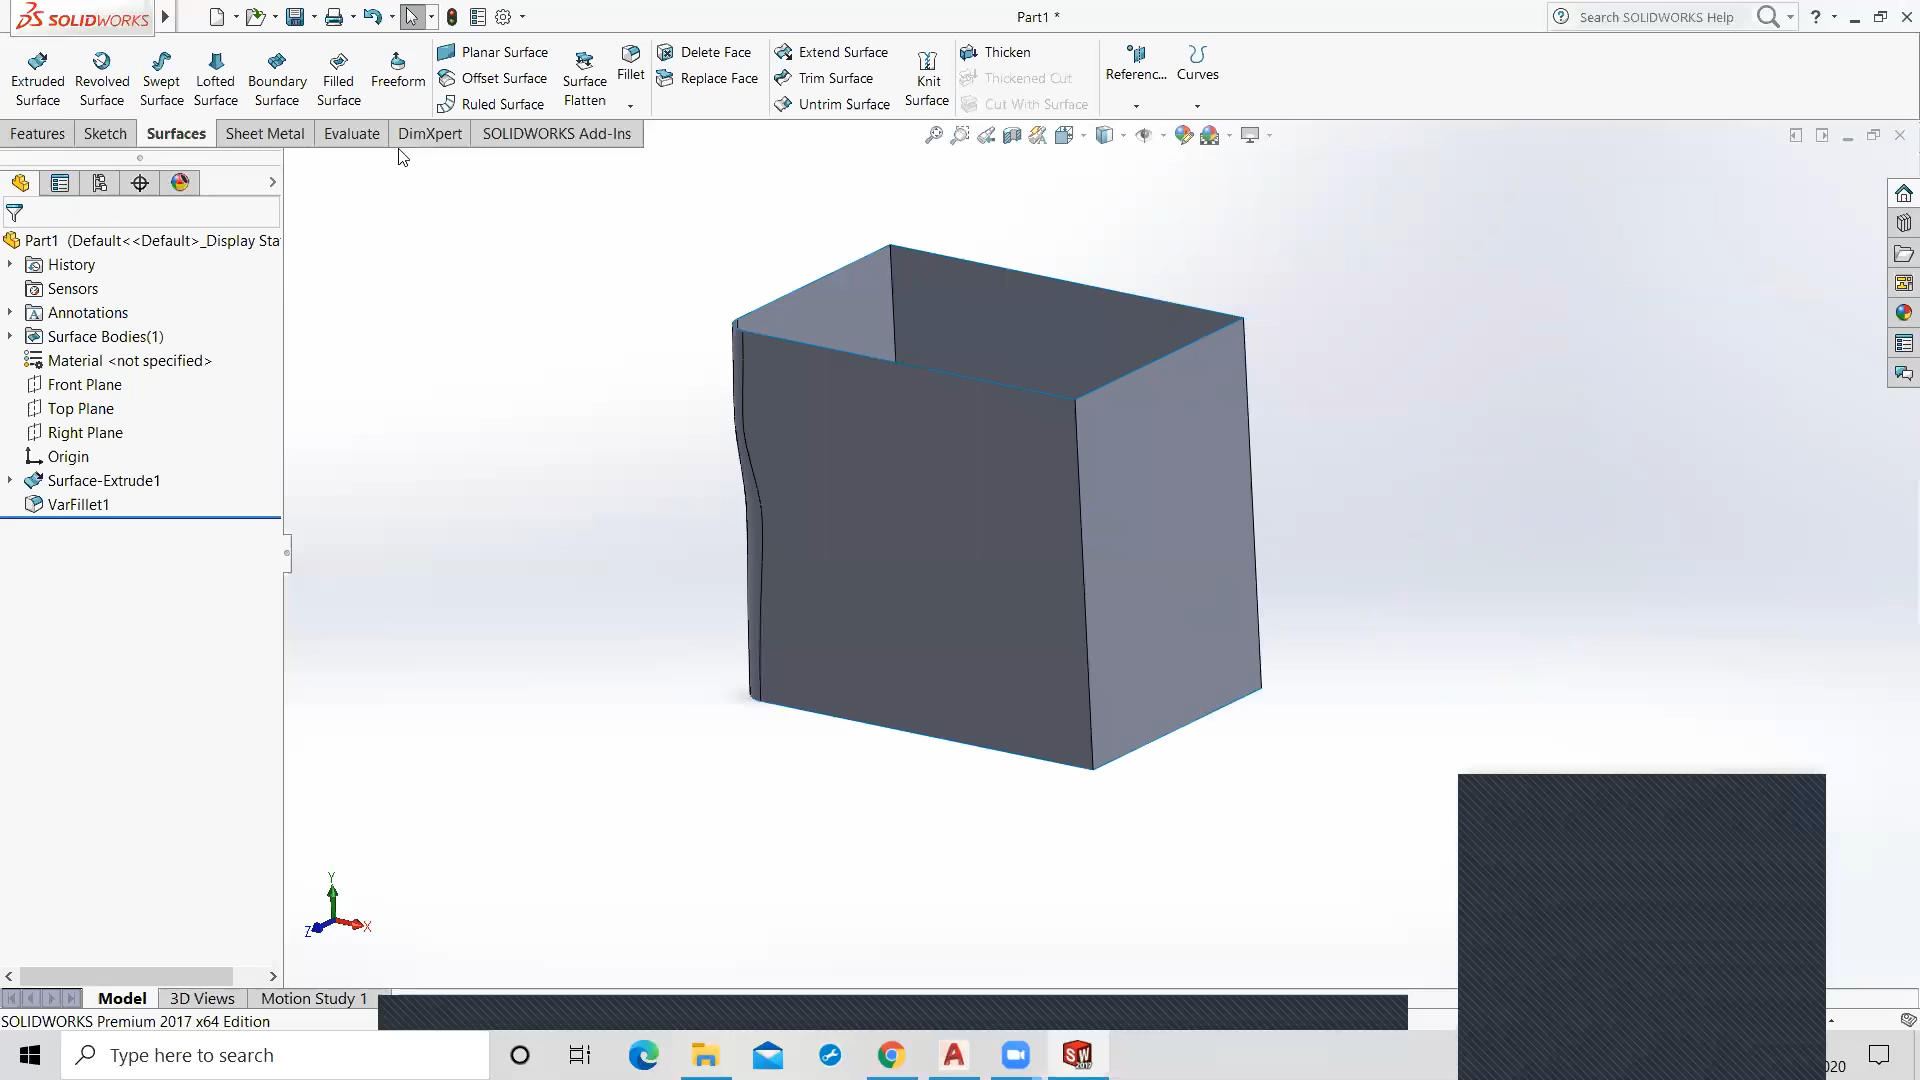 SOLIDWORKS
Part1 *
Search SOLIDWORKS Help
Extruded Surface
Revolved Surface
Swept Surface
Lofted Surface
Boundary Surface
Filled Surface
Freeform
Planar Surface
Offset Surface
Ruled Surface
Surface Flatten
Fillet
Delete Face
Replace Face
Extend Surface
Trim Surface
Untrim Surface
Knit Surface
Thicken
Thickened Cut
Cut With Surface
Referenc...
Curves
Features
Sketch
Surfaces
Sheet Metal
Evaluate
DimXpert
SOLIDWORKS Add-Ins
Part1 (Default<<Default>_Display Sta
History
Sensors
Annotations
Surface Bodies(1)
Material <not specified>
Front Plane
Top Plane
Right Plane
Origin
Surface-Extrude1
VarFillet1
Y
X
Z
Model
3D Views
Motion Study 1
SOLIDWORKS Premium 2017 x64 Edition
Type here to search
020